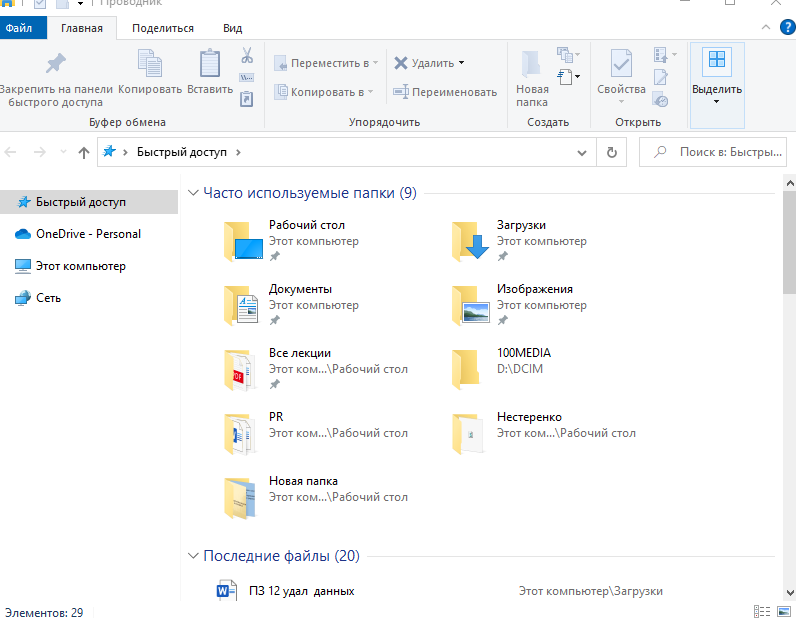 Проводник
Файл Главная Поделиться Вид
Закрепить на панели быстрого доступа
Копировать
Вставить
Буфер обмена
Переместить в
Копировать в
Удалить
Переименовать
Упорядочить
Новая папка
Создать
Свойства
Открыть
Выделить
Быстрый доступ
Поиск в: Быстры...
Быстрый доступ
OneDrive - Personal
Этот компьютер
Сеть
Часто используемые папки (9)
Рабочий стол
Этот компьютер
Загрузки
Этот компьютер
Документы
Этот компьютер
Изображения
Этот компьютер
Все лекции
Этот ком...\Рабочий стол
100MEDIA
D:\DCIM
PR
Этот ком...\Рабочий стол
Нестеренко
Этот ком...\Рабочий стол
Новая папка
Этот ком...\Рабочий стол
Последние файлы (20)
ПЗ 12 удал данных
Этот компьютер\Загрузки
Элементов: 29